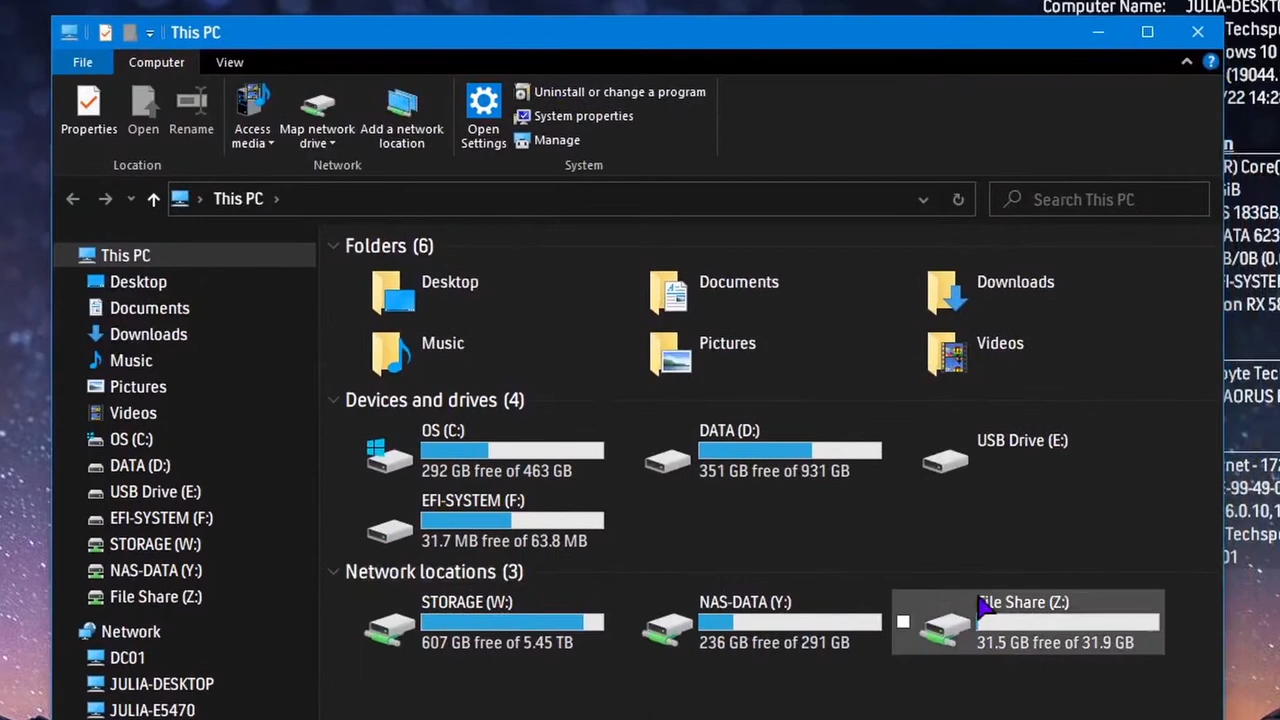 Computer Name:
This PC
File
Computer
View
Properties
Open
Rename
Access media
Map network drive
Add a network location
Open Settings
Uninstall or change a program
System properties
Manage
Location
Network
System
This PC
Search This PC
This PC
Desktop
Documents
Downloads
Music
Pictures
Videos
OS (C:)
DATA (D:)
USB Drive (E:)
EFI-SYSTEM (F:)
STORAGE (W:)
NAS-DATA (Y:)
File Share (Z:)
Network
DC01
JULIA-DESKTOP
JULIA-E5470
Folders (6)
Desktop
Documents
Downloads
Music
Pictures
Videos
Devices and drives (4)
OS (C:)
292 GB free of 463 GB
DATA (D:)
351 GB free of 931 GB
USB Drive (E:)
EFI-SYSTEM (F:)
31.7 MB free of 63.8 MB
Network locations (3)
STORAGE (W:)
607 GB free of 5.45 TB
NAS-DATA (Y:)
236 GB free of 291 GB
File Share (Z:)
31.5 GB free of 31.9 GB